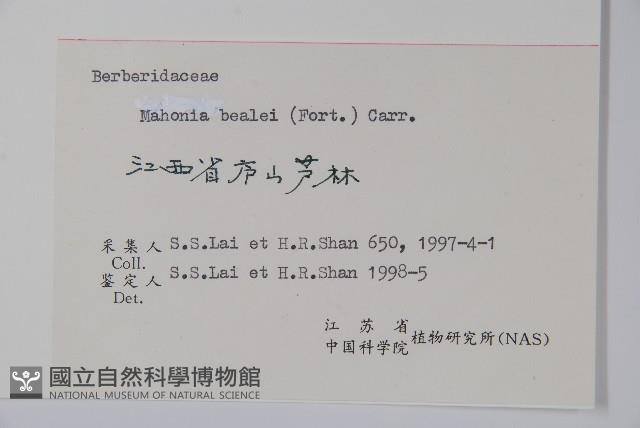 Berberidaceae
Mahonia bealei (Fort.) Carr.
江西省庐山芦林
采集人 S.S.Lai et H.R.Shan 650, 1997-4-1
Coll.
鉴定人 S.S.Lai et H.R.Shan 1998-5
Det.
江苏省
中国科学院 植物研究所(NAS)
國立自然科學博物館
NATIONAL MUSEUM OF NATURAL SCIENCE